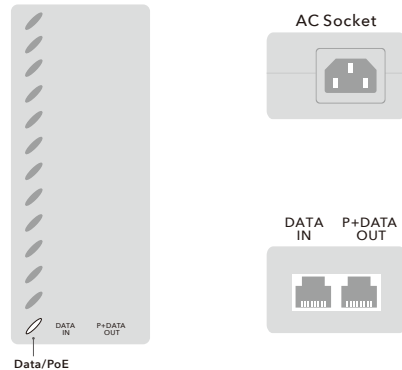 AC Socket
DATA
IN
P+DATA
OUT
DATA
IN
P+DATA
OUT
Data/PoE